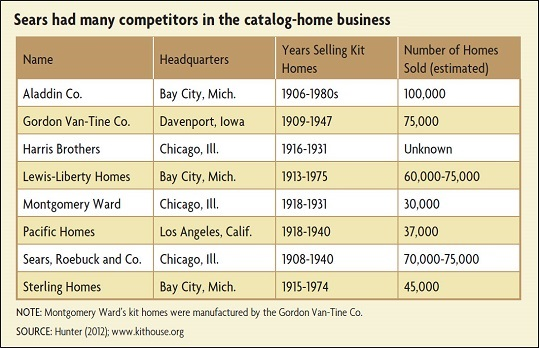 Sears had many competitors in the catalog-home business
Name Headquarters Years Selling Kit Homes Number of Homes Sold (estimated)
Aladdin Co. Bay City, Mich. 1906-1980s 100,000
Gordon Van-Tine Co. Davenport, Iowa 1909-1947 75,000
Harris Brothers Chicago, Ill. 1916-1931 Unknown
Lewis-Liberty Homes Bay City, Mich. 1913-1975 60,000-75,000
Montgomery Ward Chicago, Ill. 1918-1931 30,000
Pacific Homes Los Angeles, Calif. 1918-1940 37,000
Sears, Roebuck and Co. Chicago, Ill. 1908-1940 70,000-75,000
Sterling Homes Bay City, Mich. 1915-1974 45,000
NOTE: Montgomery Ward's kit homes were manufactured by the Gordon Van-Tine Co.
SOURCE: Hunter (2012); www.kithouse.org